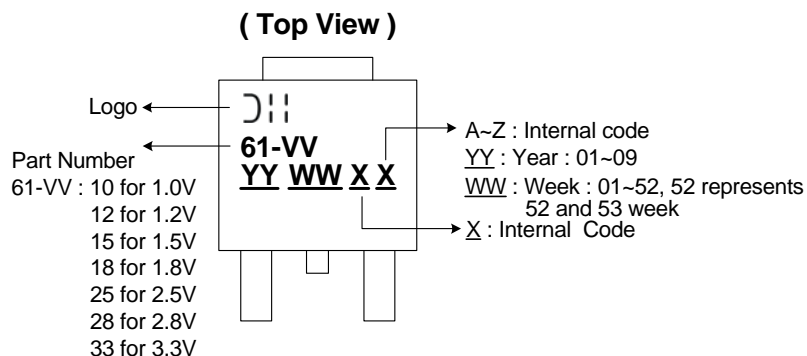 ( Top View )
Logo
61-VV
YY WW X X
Part Number
61-VV : 10 for 1.0V
12 for 1.2V
15 for 1.5V
18 for 1.8V
25 for 2.5V
28 for 2.8V
33 for 3.3V
A~Z : Internal code
YY : Year : 01~09
WW : Week : 01~52, 52 represents
52 and 53 week
X : Internal Code